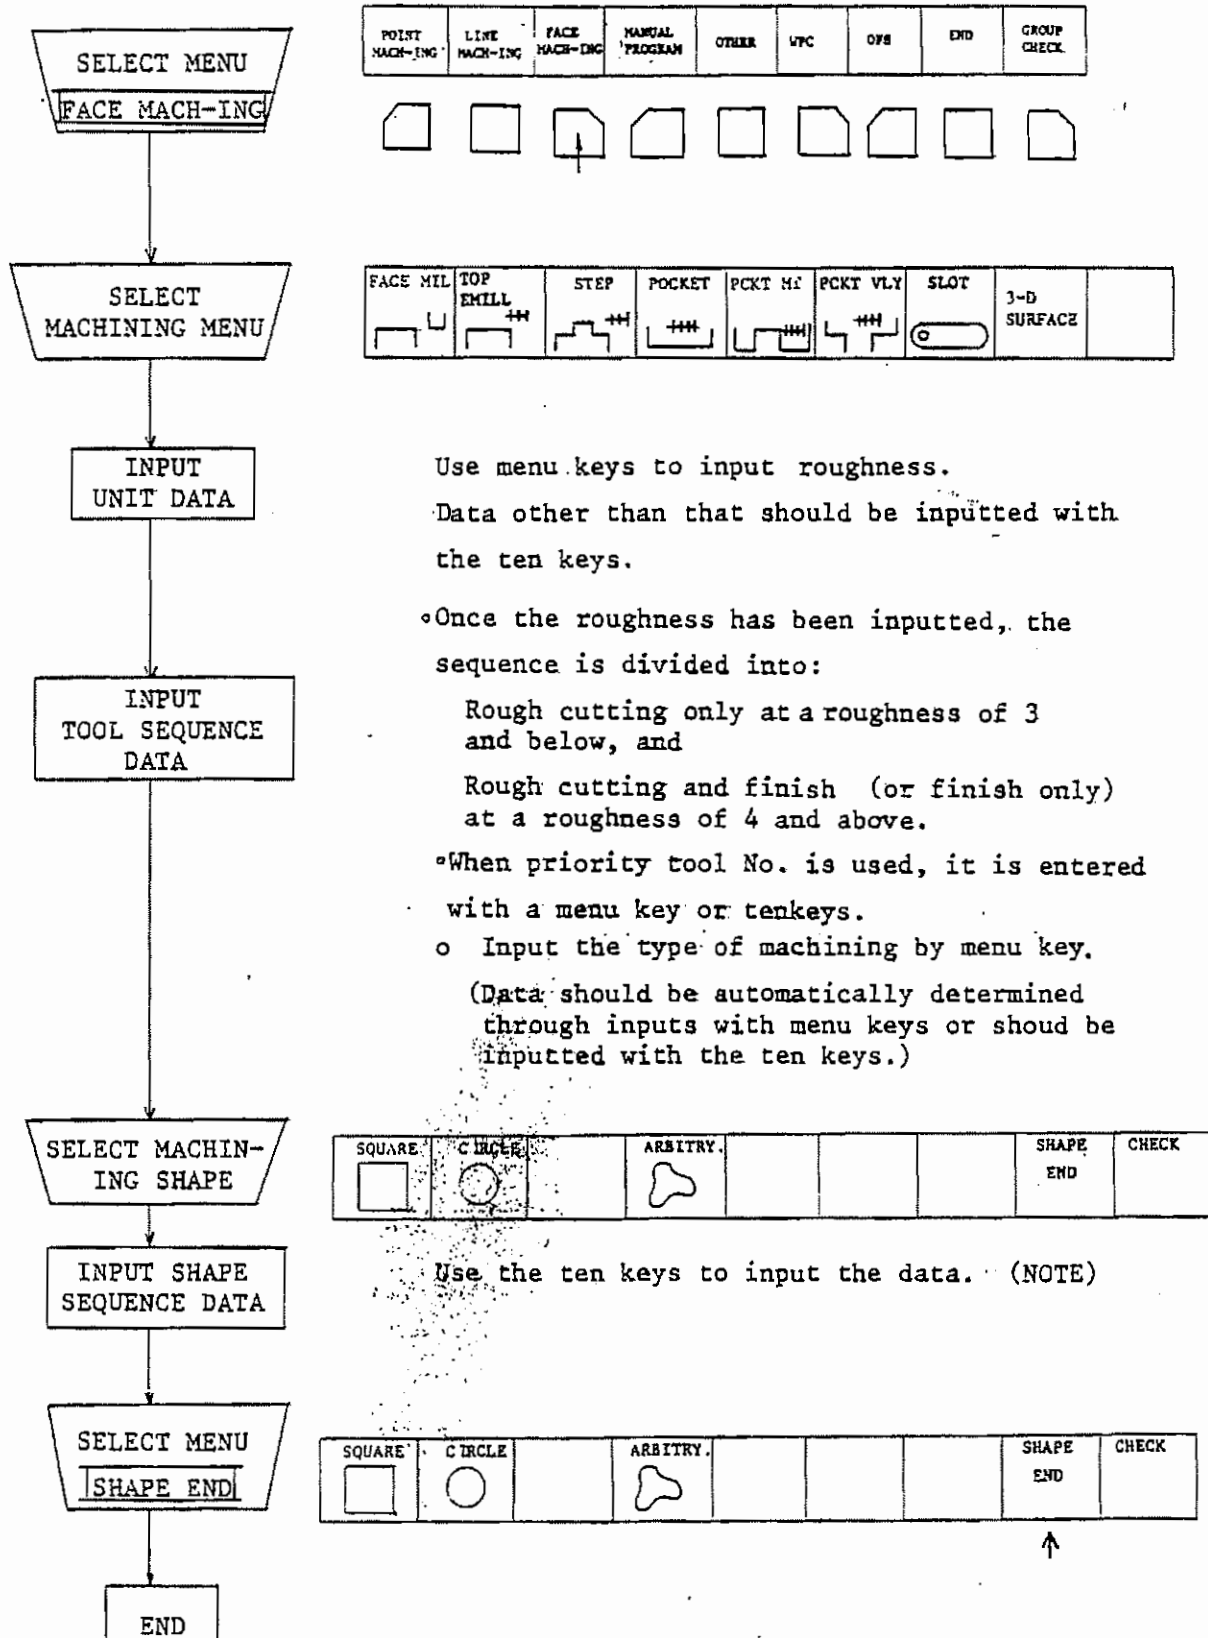 SELECT MENU
FACE MACH-ING
POINT MACH-ING
LINE MACH-ING
FACE MACH-ING
MANUAL PROGRAM
OTHER
WPC
OFS
END
GROUP CHECK
SELECT
MACHINING MENU
FACE MIL
TOP EMILL
STEP
POCKET
PCKT MT
PCKT VLY
SLOT
3-D SURFACE
INPUT
UNIT DATA
Use menu keys to input roughness.
Data other than that should be inputted with
the ten keys.
Once the roughness has been inputted, the
sequence is divided into:
Rough cutting only at a roughness of 3
and below, and
Rough cutting and finish (or finish only)
at a roughness of 4 and above.
When priority tool No. is used, it is entered
with a menu key or tenkeys.
o Input the type of machining by menu key.
(Data should be automatically determined
through inputs with menu keys or shoud be
inputted with the ten keys.)
INPUT
TOOL SEQUENCE
DATA
SELECT MACHIN-
ING SHAPE
SQUARE
CIRCLE
ARBITRY.
SHAPE END
CHECK
INPUT SHAPE
SEQUENCE DATA
Use the ten keys to input the data. (NOTE)
SELECT MENU
SHAPE END
SQUARE
CIRCLE
ARBITRY.
SHAPE END
CHECK
END